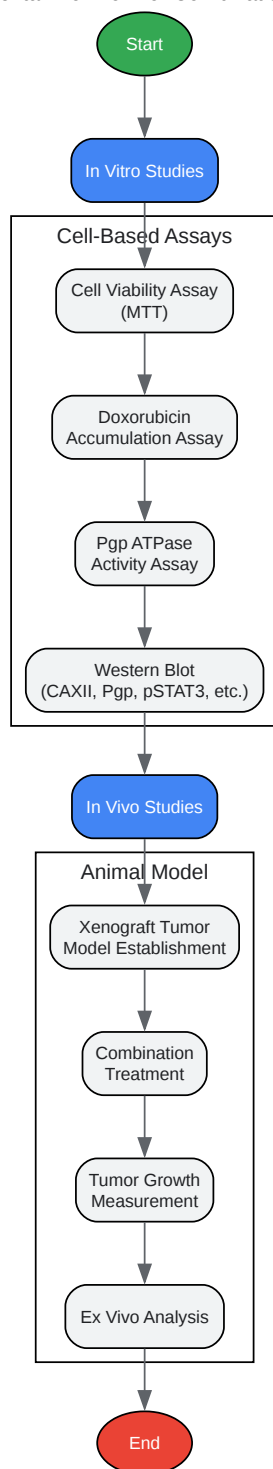 Start
In Vitro Studies
Cell-Based Assays
Cell Viability Assay
(MTT)
Doxorubicin
Accumulation Assay
Pgp ATPase
Activity Assay
Western Blot
(CAXII, Pgp, pSTAT3, etc.)
In Vivo Studies
Animal Model
Xenograft Tumor
Model Establishment
Combination
Treatment
Tumor Growth
Measurement
Ex Vivo Analysis
End